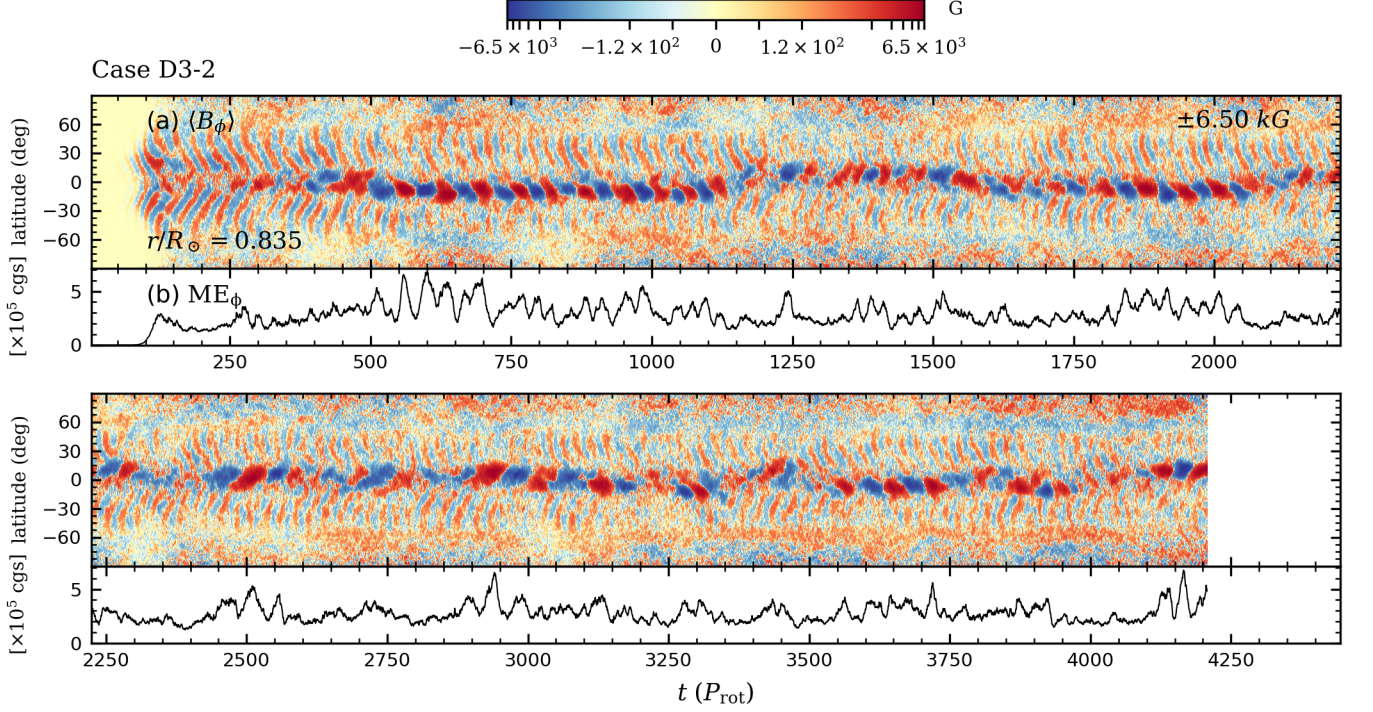 G
−6.5 × 10³ −1.2 × 10² 0 1.2 × 10² 6.5 × 10³
Case D3-2
(a) ⟨B_ϕ⟩ ±6.50 kG
r/R_⊙ = 0.835
60
30
0
−30
−60
latitude (deg)
(b) ME_ϕ
5
0
[×10⁵ cgs]
250 500 750 1000 1250 1500 1750 2000
60
30
0
−30
−60
latitude (deg)
5
0
[×10⁵ cgs]
2250 2500 2750 3000 3250 3500 3750 4000 4250
t (P_rot)